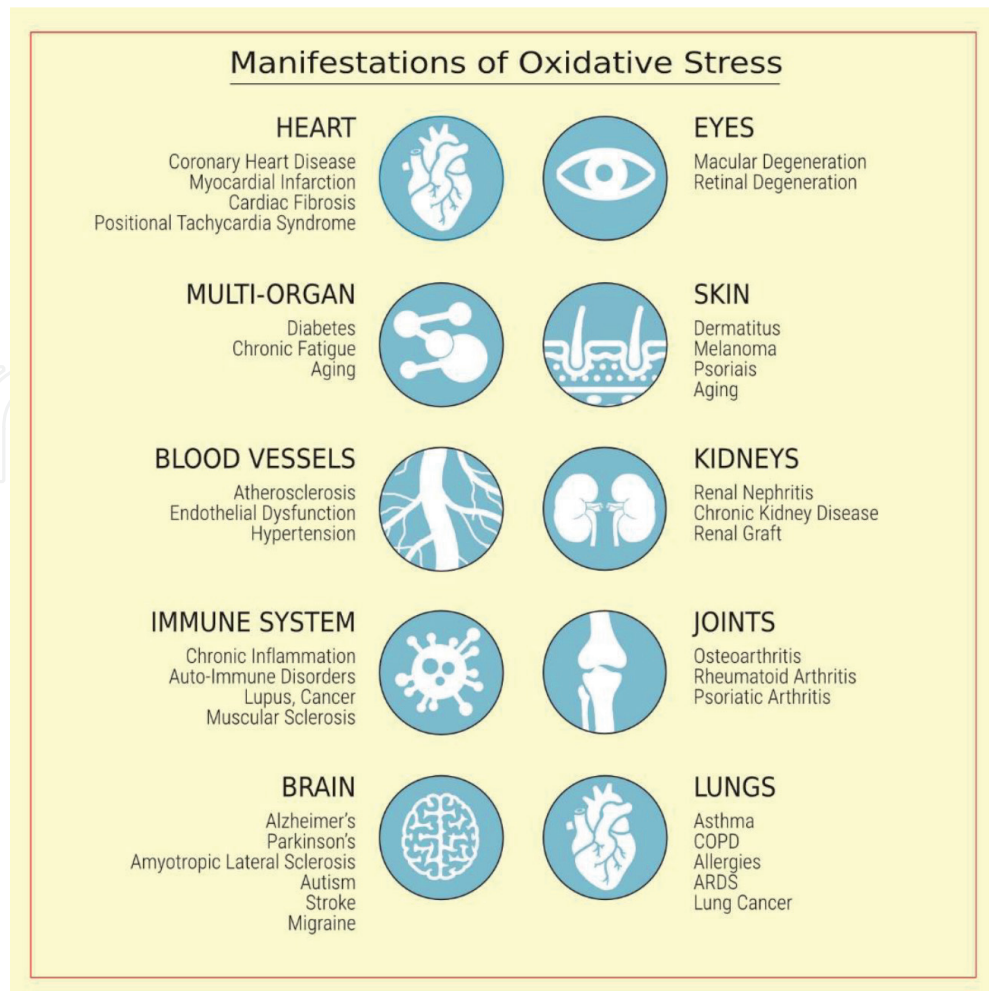 Manifestations of Oxidative Stress
HEART
Coronary Heart Disease
Myocardial Infarction
Cardiac Fibrosis
Positional Tachycardia Syndrome
EYES
Macular Degeneration
Retinal Degeneration
MULTI-ORGAN
Diabetes
Chronic Fatigue
Aging
SKIN
Dermatitus
Melanoma
Psoriais
Aging
BLOOD VESSELS
Atherosclerosis
Endothelial Dysfunction
Hypertension
KIDNEYS
Renal Nephritis
Chronic Kidney Disease
Renal Graft
IMMUNE SYSTEM
Chronic Inflammation
Auto-Immune Disorders
Lupus, Cancer
Muscular Sclerosis
JOINTS
Osteoarthritis
Rheumatoid Arthritis
Psoriatic Arthritis
BRAIN
Alzheimer's
Parkinson's
Amyotropic Lateral Sclerosis
Autism
Stroke
Migraine
LUNGS
Asthma
COPD
Allergies
ARDS
Lung Cancer